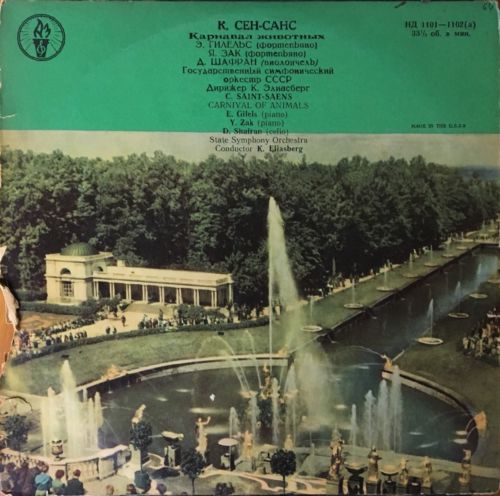 К. СЕН-САНС
Карнавал животных
Э. ГИЛЕЛЬС (фортепиано)
Я. ЗАК (фортепиано)
Д. ШАФРАН (виолончель)
Государственный симфонический
оркестр СССР
Дирижер К. Элиасберг
C. SAINT-SAENS
CARNIVAL OF ANIMALS
E. Gilels (piano)
Y. Zak (piano)
D. Shafran (cello)
State Symphony Orchestra
Conductor K. Eliasberg
НД 1101—1102(а)
33⅓ об. в мин.
MADE IN THE U.S.S.R